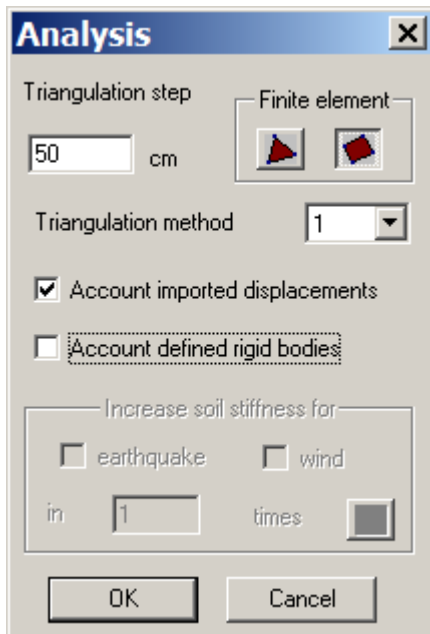 Analysis
Triangulation step
Finite element
50 cm
Triangulation method 1
Account imported displacements
Account defined rigid bodies
Increase soil stiffness for
earthquake wind
in 1 times
OK Cancel